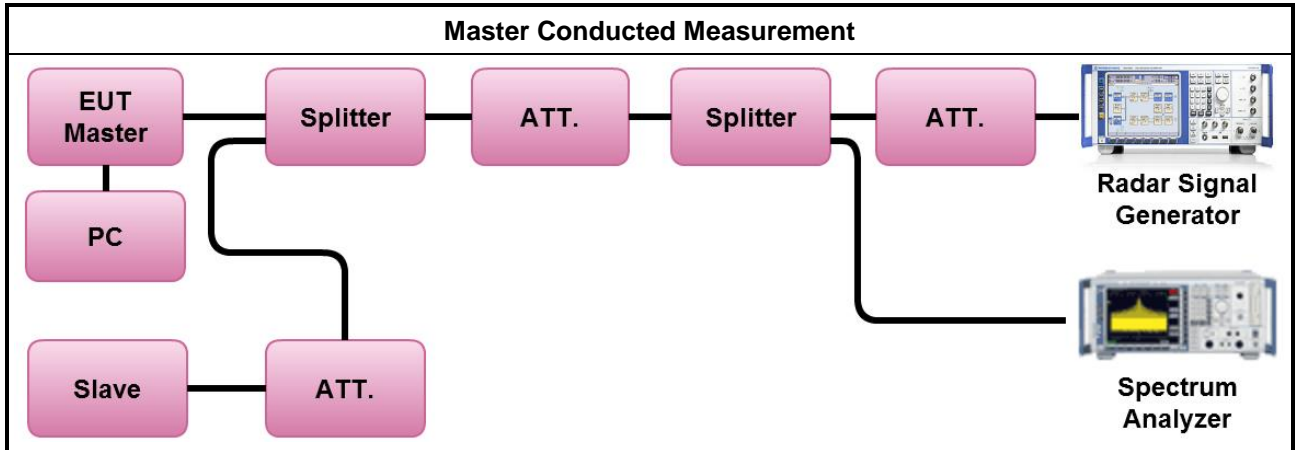 Master Conducted Measurement
EUT
Master
Splitter
ATT.
Splitter
ATT.
Radar Signal
Generator
PC
Slave
ATT.
Spectrum
Analyzer